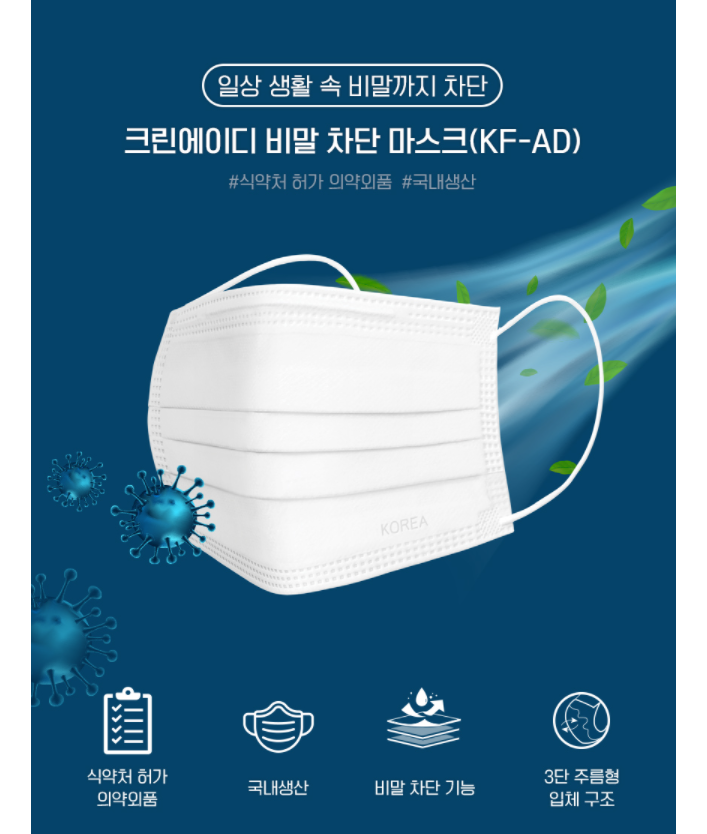 일상 생활 속 비말까지 차단
크린에이디 비말 차단 마스크(KF-AD)
#식약처 허가 의약외품 #국내생산
KOREA
식약처 허가
의약외품
국내생산
비말 차단 기능
3단 주름형
입체 구조